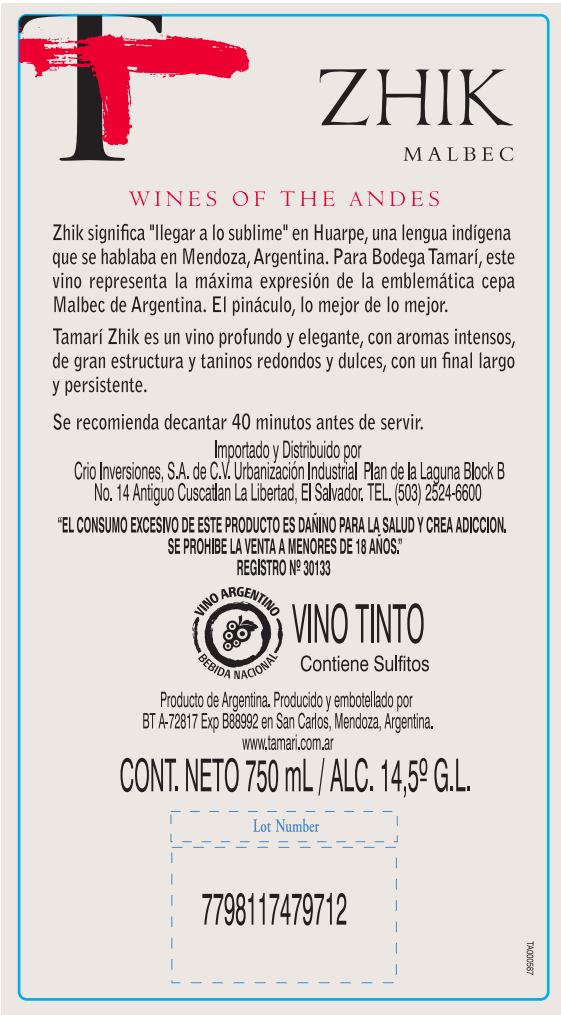 T
ZHIK
MALBEC
WINES OF THE ANDES
Zhik significa "llegar a lo sublime" en Huarpe, una lengua indígena
que se hablaba en Mendoza, Argentina. Para Bodega Tamarí, este
vino representa la máxima expresión de la emblemática cepa
Malbec de Argentina. El pináculo, lo mejor de lo mejor.
Tamarí Zhik es un vino profundo y elegante, con aromas intensos,
de gran estructura y taninos redondos y dulces, con un final largo
y persistente.
Se recomienda decantar 40 minutos antes de servir.
Importado y Distribuido por
Crio Inversiones, S.A. de C.V. Urbanización Industrial Plan de la Laguna Block B
No. 14 Antiguo Cuscatlan La Libertad, El Salvador. TEL. (503) 2524-6600
"EL CONSUMO EXCESIVO DE ESTE PRODUCTO ES DAÑINO PARA LA SALUD Y CREA ADICCION.
SE PROHIBE LA VENTA A MENORES DE 18 AÑOS."
REGISTRO Nº 30133
VINO ARGENTINO
BEBIDA NACIONAL
VINO TINTO
Contiene Sulfitos
Producto de Argentina. Producido y embotellado por
BT A-72817 Exp B88992 en San Carlos, Mendoza, Argentina.
www.tamari.com.ar
CONT. NETO 750 mL / ALC. 14,5º G.L.
Lot Number
7798117479712
TA000587